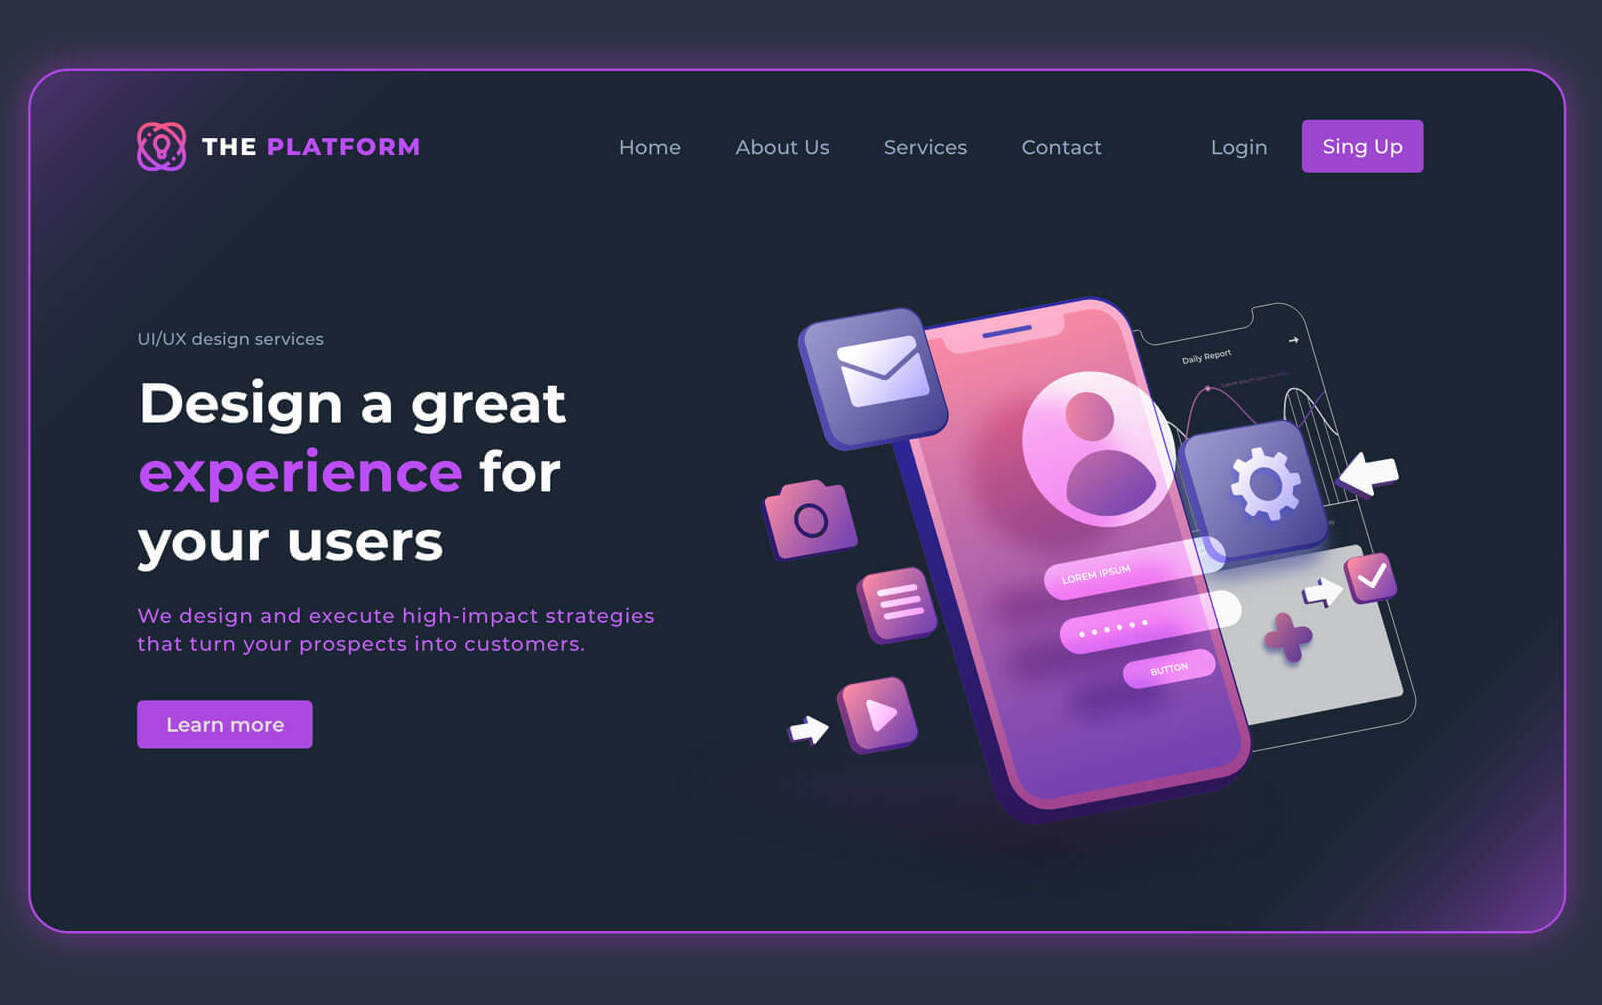 THE PLATFORM
Home
About Us
Services
Contact
Login
Sing Up
UI/UX design services
Design a great
experience for
your users
We design and execute high-impact strategies
that turn your prospects into customers.
Learn more
Daily Report
LOREM IPSUM
BUTTON